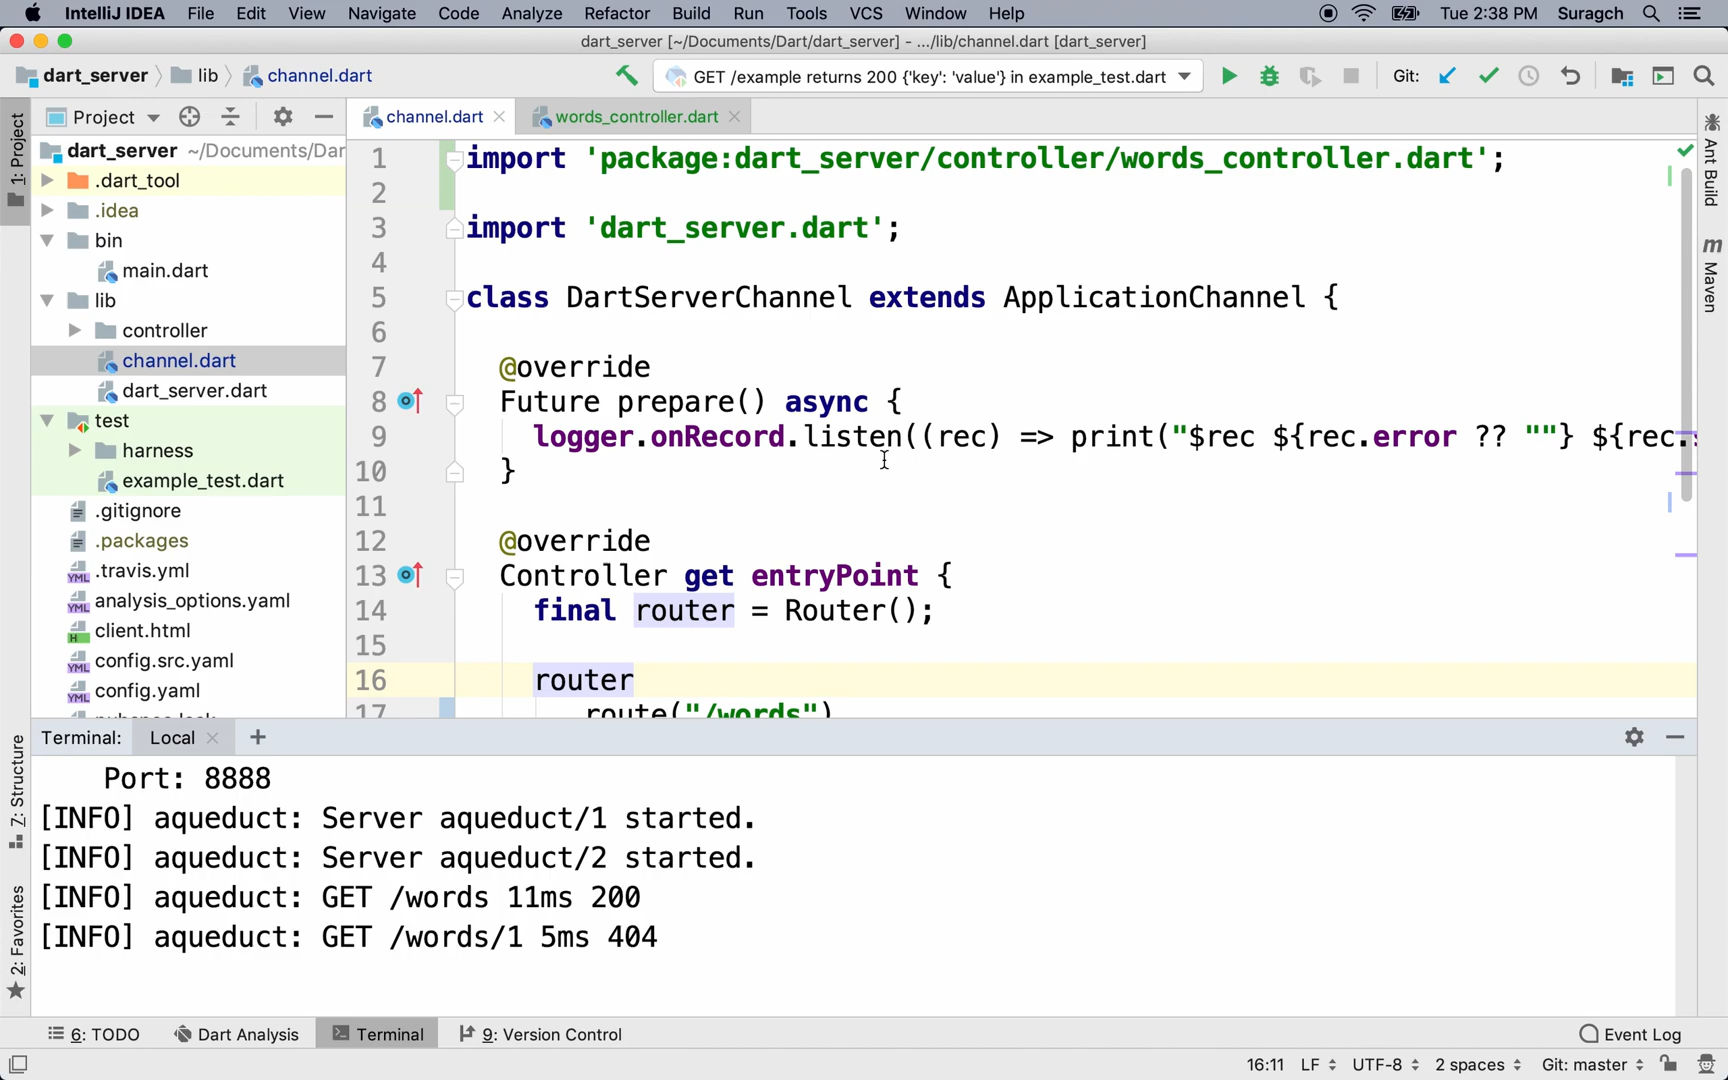 IntelliJ IDEA File Edit View Navigate Code Analyze Refactor Build Run Tools VCS Window Help Tue 2:38 PM Suragch
dart_server [~/Documents/Dart/dart_server] - .../lib/channel.dart [dart_server]
dart_server lib channel.dart GET /example returns 200 {'key': 'value'} in example_test.dart Git:
Project channel.dart words_controller.dart
1: Project
Ant Build
Maven
dart_server ~/Documents/Dar
.dart_tool
.idea
bin
main.dart
lib
controller
channel.dart
dart_server.dart
test
harness
example_test.dart
.gitignore
.packages
.travis.yml
analysis_options.yaml
client.html
config.src.yaml
config.yaml
1 import 'package:dart_server/controller/words_controller.dart';
2
3 import 'dart_server.dart';
4
5 class DartServerChannel extends ApplicationChannel {
6
7 @override
8 Future prepare() async {
9 logger.onRecord.listen((rec) => print("$rec ${rec.error ?? ""} ${rec.
10 }
11
12 @override
13 Controller get entryPoint {
14 final router = Router();
15
16 router
17 route("/words")
Terminal: Local
Port: 8888
[INFO] aqueduct: Server aqueduct/1 started.
[INFO] aqueduct: Server aqueduct/2 started.
[INFO] aqueduct: GET /words 11ms 200
[INFO] aqueduct: GET /words/1 5ms 404
Z: Structure
2: Favorites
6: TODO Dart Analysis Terminal 9: Version Control Event Log
16:11 LF UTF-8 2 spaces Git: master